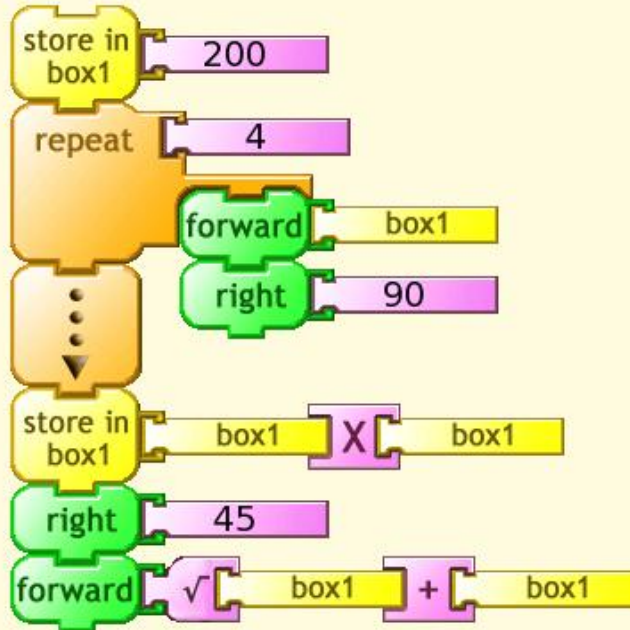 store in box1 200
repeat 4
forward box1
right 90
store in box1 box1 X box1
right 45
forward √ box1 + box1